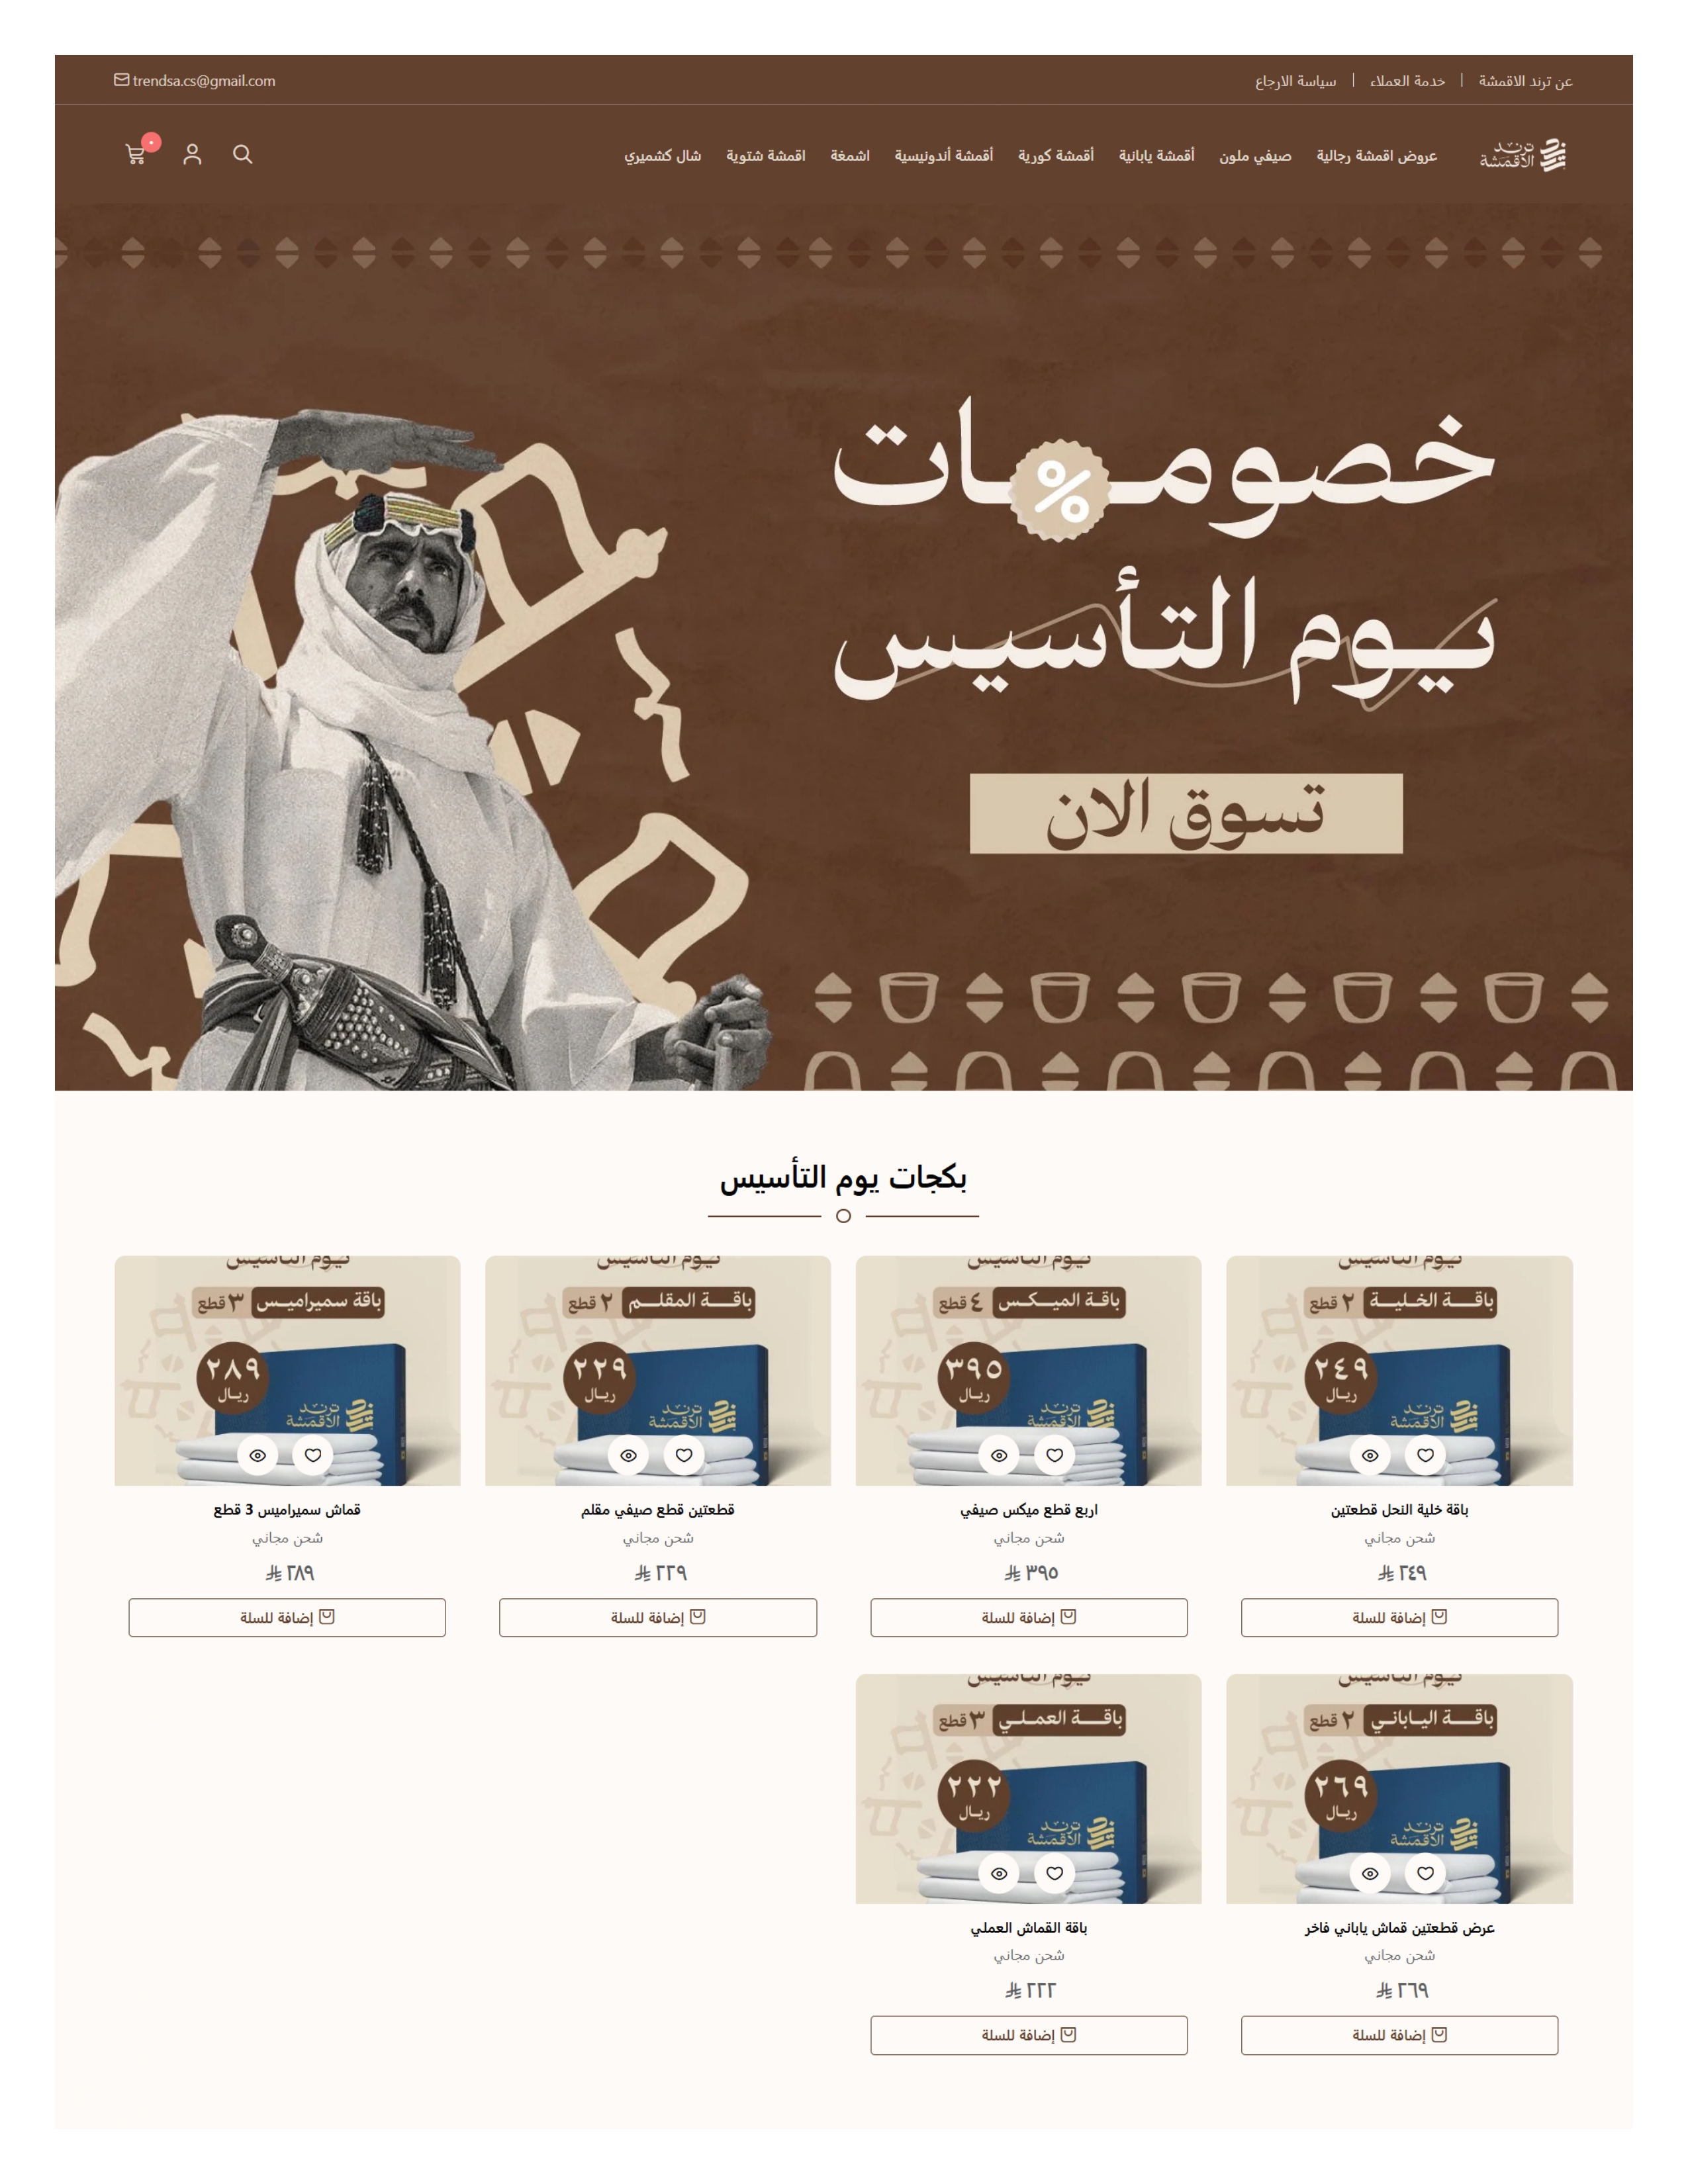 عن ترند الاقمشة | خدمة العملاء | سياسة الارجاع
trendsa.cs@gmail.com
ترند
الأقمشة
عروض اقمشة رجالية صيفي ملون أقمشة يابانية أقمشة كورية أقمشة أندونيسية اشمغة اقمشة شتوية شال كشميري
٠
خصومات
%
يوم التأسيس
تسوق الان
بكجات يوم التأسيس
يوم التأسيس
باقة الخلية ٢ قطع
٢٤٩
ريال
ترند
الأقمشة
باقة خلية النحل قطعتين
شحن مجاني
٢٤٩
إضافة للسلة
يوم التأسيس
باقة الميكس ٤ قطع
٣٩٥
ريال
ترند
الأقمشة
اربع قطع ميكس صيفي
شحن مجاني
٣٩٥
إضافة للسلة
يوم التأسيس
باقة المقلم ٢ قطع
٢٢٩
ريال
ترند
الأقمشة
قطعتين قطع صيفي مقلم
شحن مجاني
٢٢٩
إضافة للسلة
يوم التأسيس
باقة سميراميس ٣ قطع
٢٨٩
ريال
ترند
الأقمشة
قماش سميراميس 3 قطع
شحن مجاني
٢٨٩
إضافة للسلة
يوم التأسيس
باقة الياباني ٢ قطع
٢٦٩
ريال
ترند
الأقمشة
عرض قطعتين قماش ياباني فاخر
شحن مجاني
٢٦٩
إضافة للسلة
يوم التأسيس
باقة العملي ٣ قطع
٢٢٢
ريال
ترند
الأقمشة
باقة القماش العملي
شحن مجاني
٢٢٢
إضافة للسلة